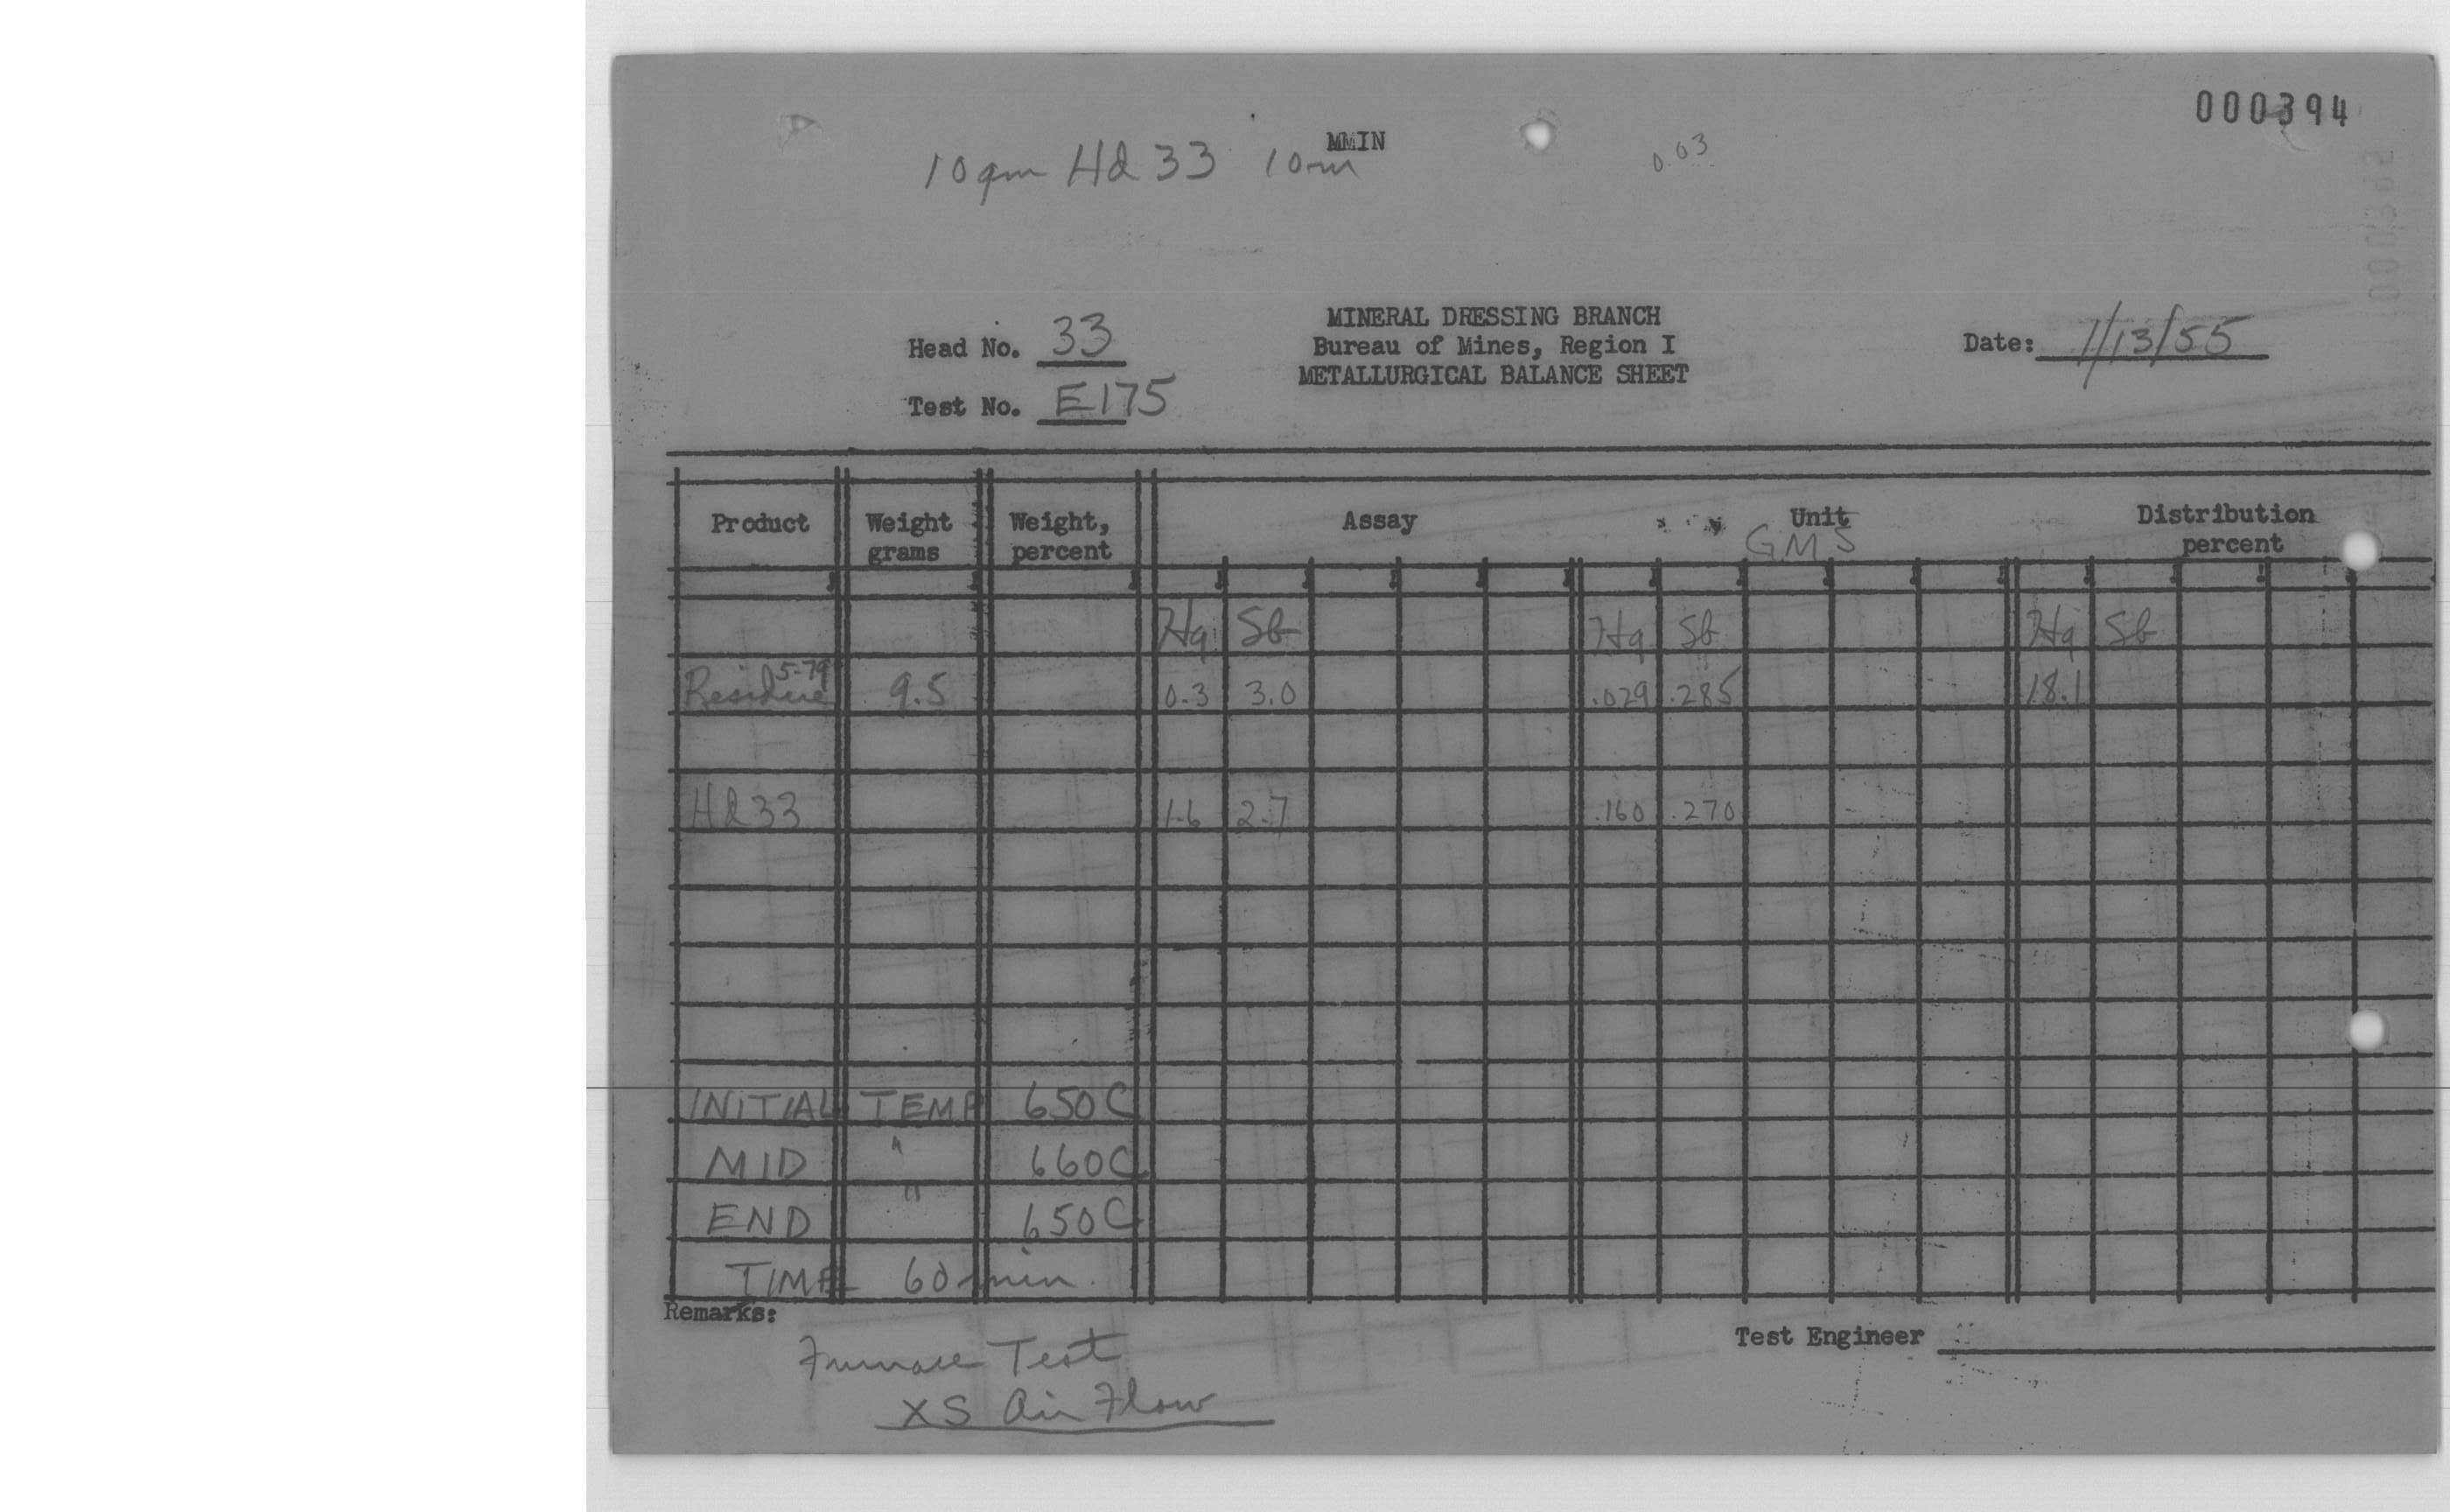 000394
MMIN
10 gm Hd 33 10m
0.03
MINERAL DRESSING BRANCH
Head No. 33
Bureau of Mines, Region I
Date: 1/13/55
METALLURGICAL BALANCE SHEET
Test No. E175
Product Weight grams Weight, percent Assay Unit GMS Distribution percent
Hg Sb Hg Sb Hg Sb
Residue 5-79 9.5 0.3 3.0 .029 .285 18.1
Hd 33 1.6 2.7 .160 .270
INITIAL TEMP 650C
MID " 660C
END " 650C
TIME 60 min.
Remarks:
Test Engineer
Furnace Test
XS Air Flow